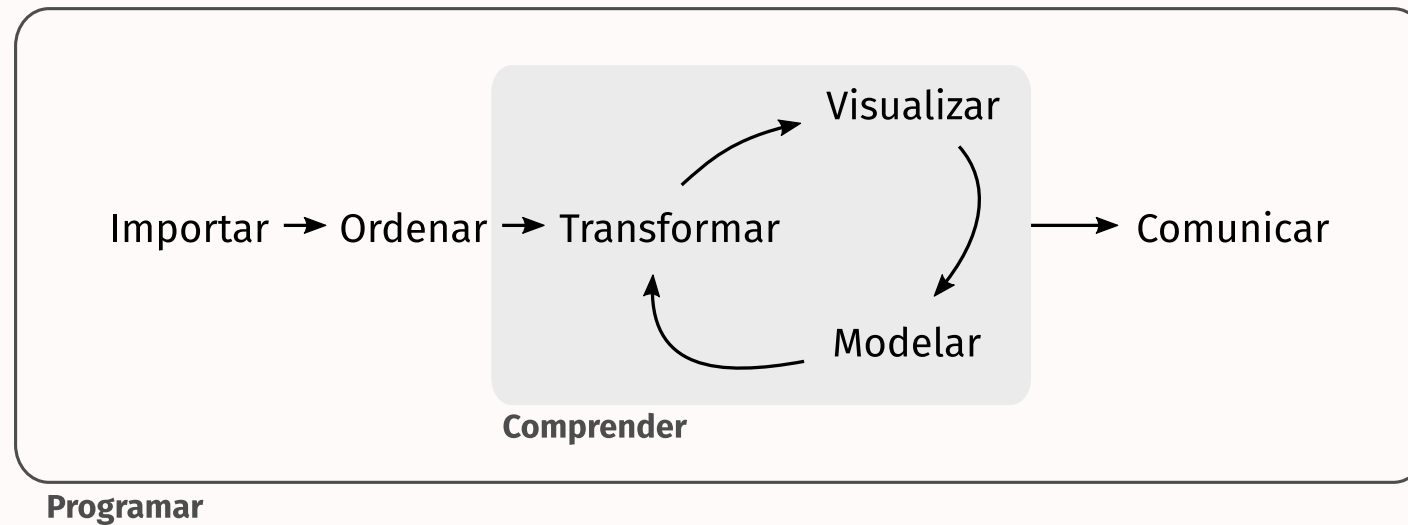 Visualizar
Importar
Ordenar
Transformar
Comunicar
Modelar
Comprender
Programar